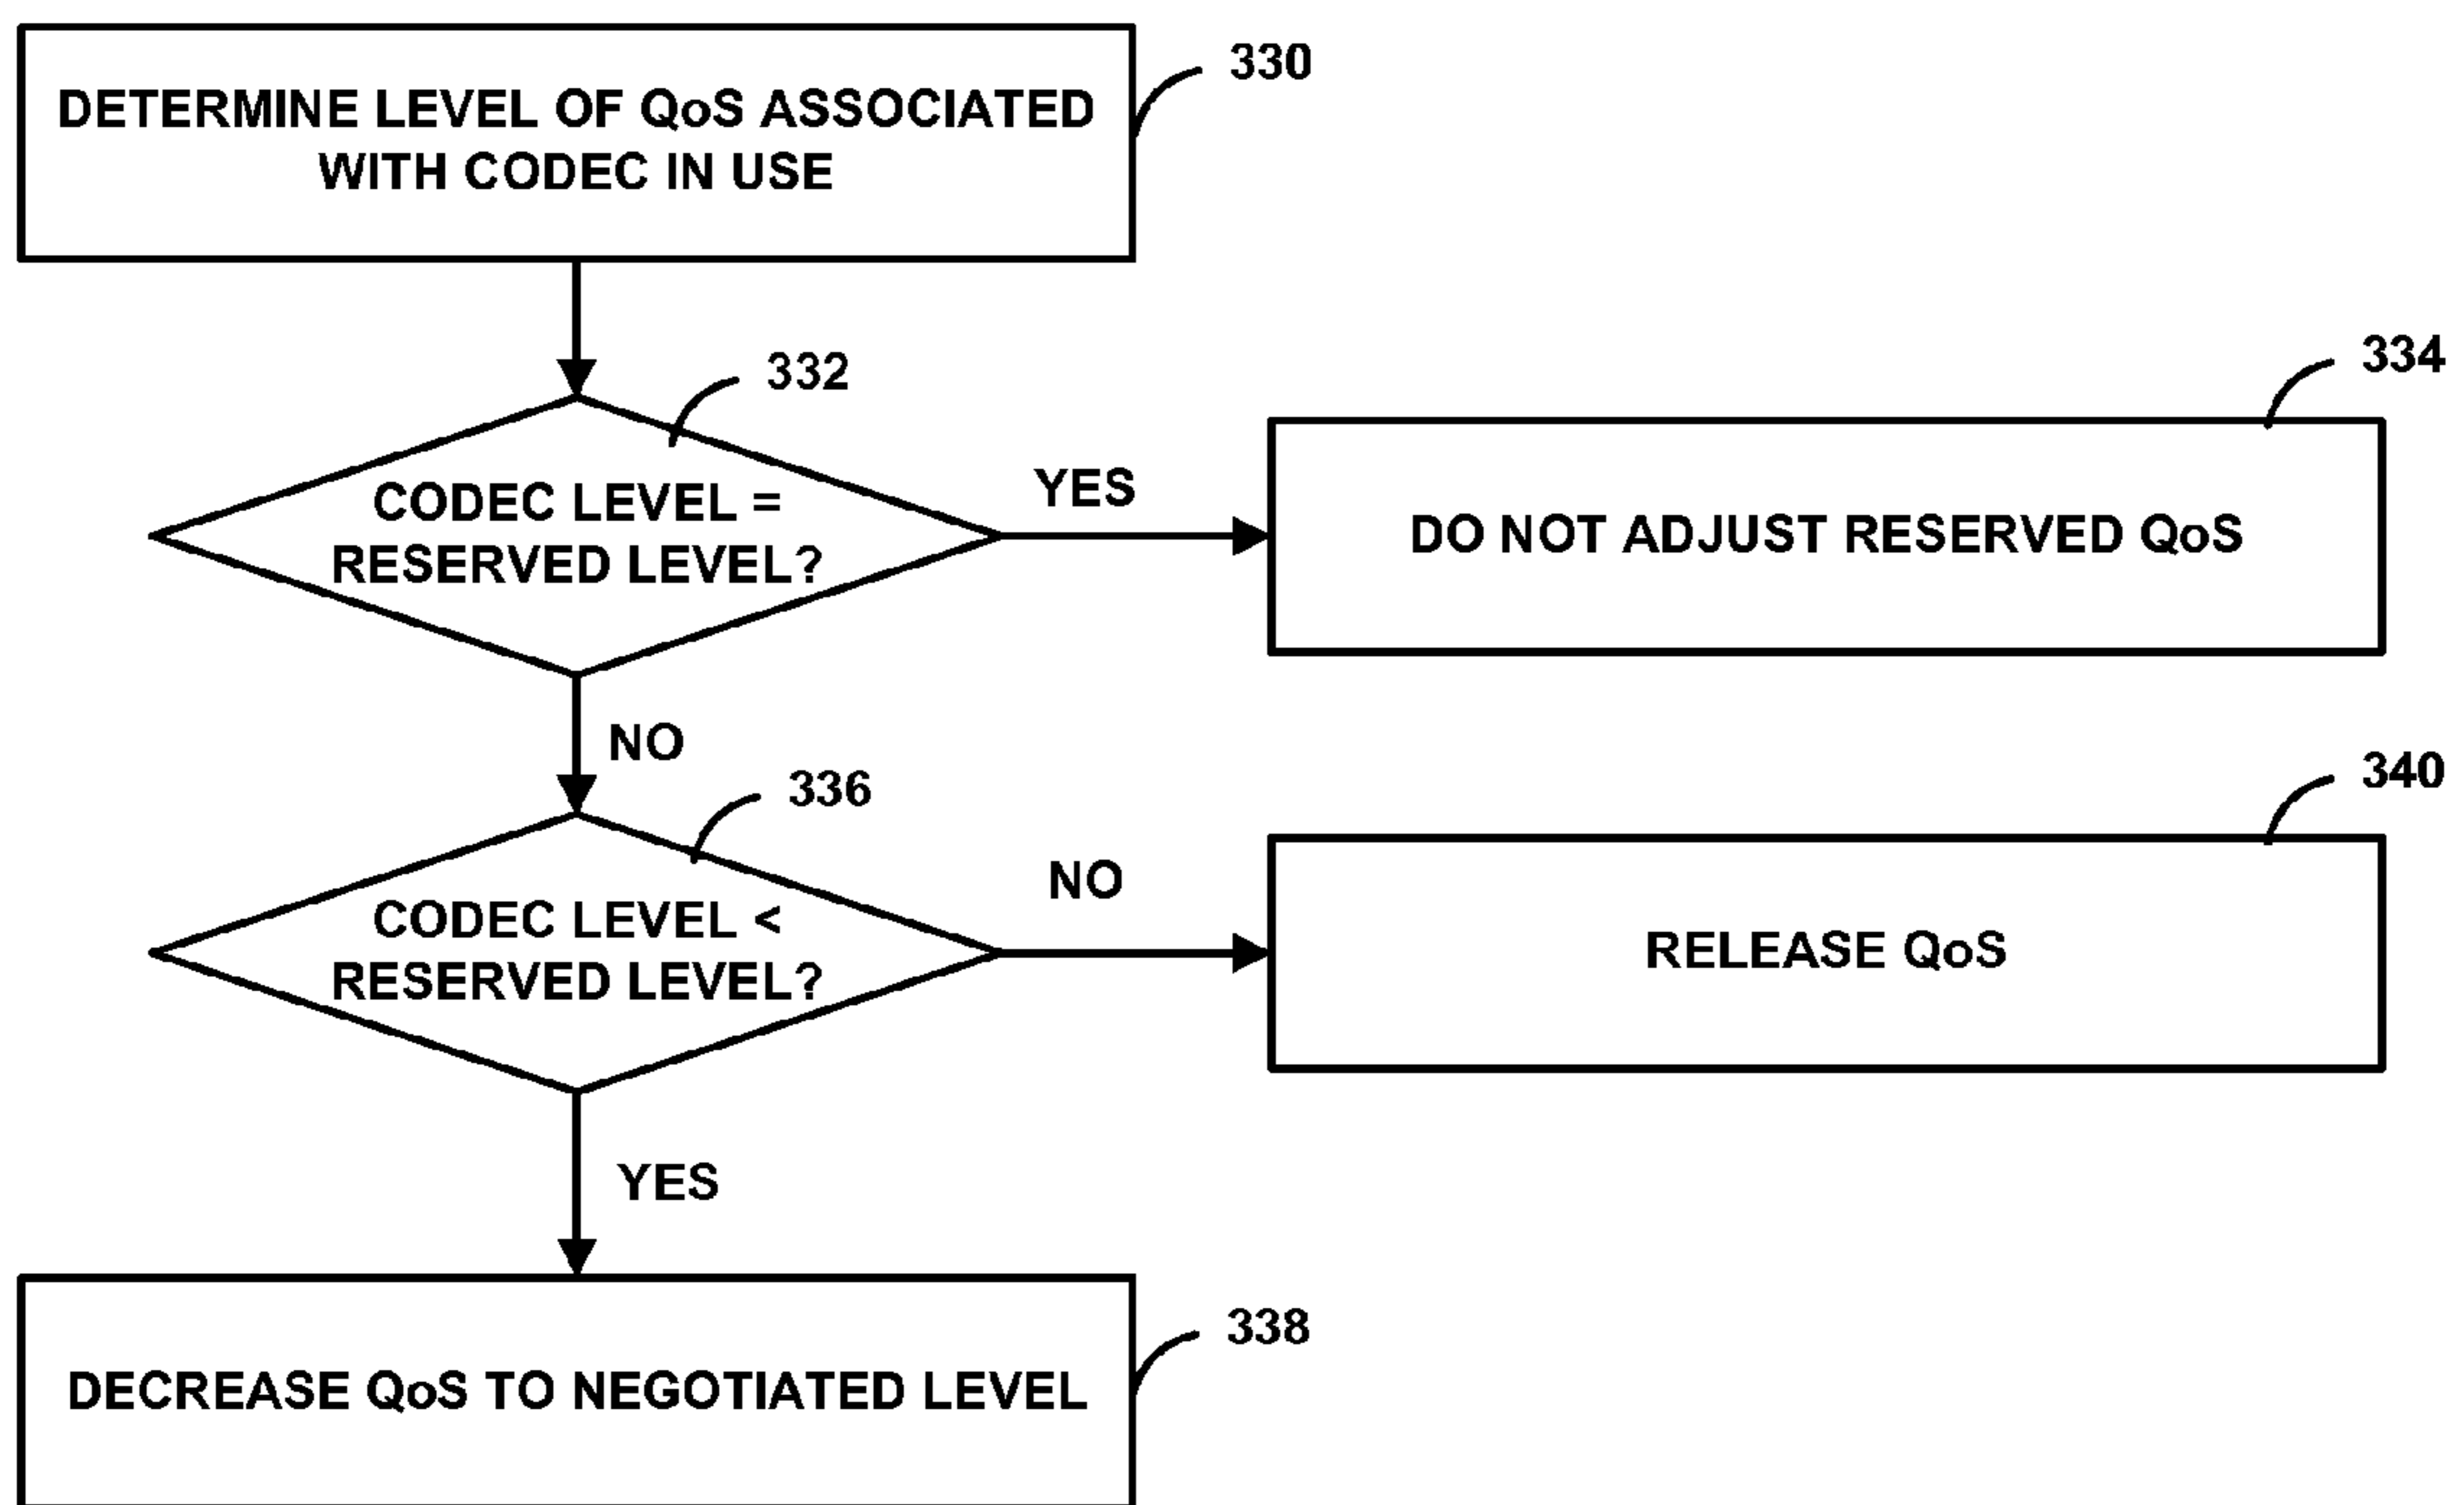 330
DETERMINE LEVEL OF QoS ASSOCIATED
WITH CODEC IN USE
332
334
CODEC LEVEL =
RESERVED LEVEL?
YES
DO NOT ADJUST RESERVED QoS
NO
336
340
CODEC LEVEL <
RESERVED LEVEL?
NO
RELEASE QoS
YES
338
DECREASE QoS TO NEGOTIATED LEVEL